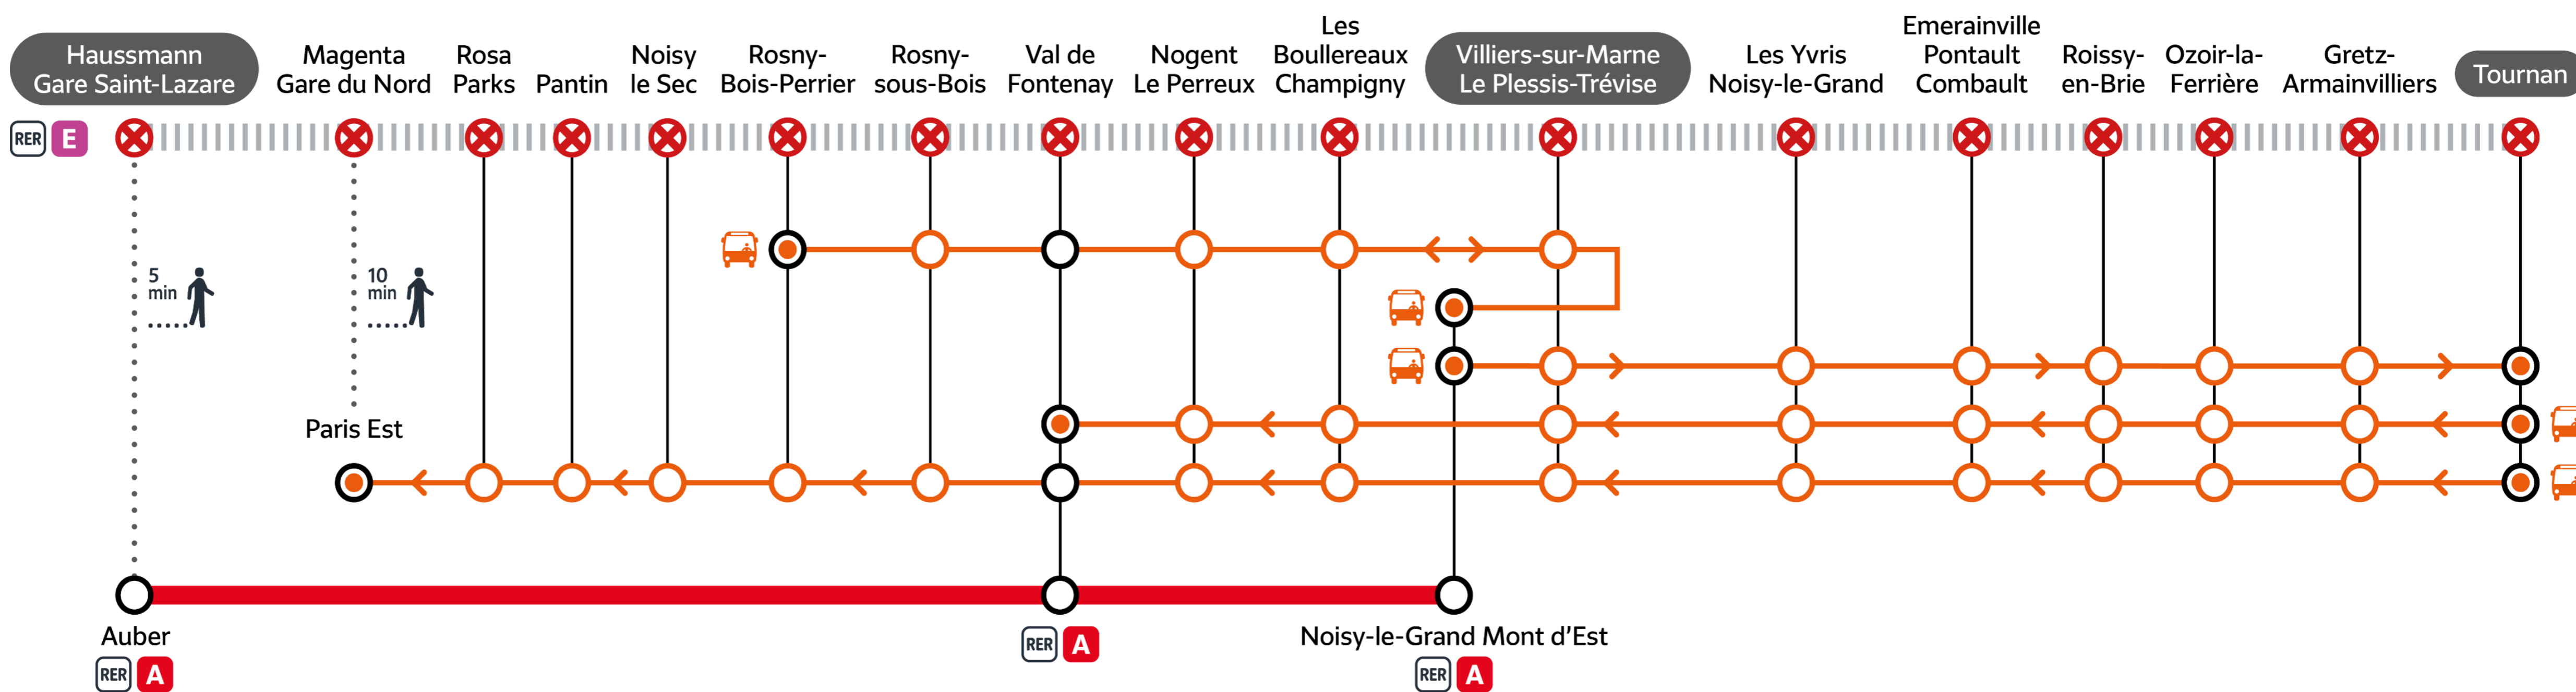 Haussmann
Gare Saint-Lazare
Magenta
Gare du Nord
Rosa
Parks
Pantin
Noisy
le Sec
Rosny-
Bois-Perrier
Rosny-
sous-Bois
Val de
Fontenay
Nogent
Le Perreux
Les
Boullereaux
Champigny
Villiers-sur-Marne
Le Plessis-Trévise
Les Yvris
Noisy-le-Grand
Emerainville
Pontault
Combault
Roissy-
en-Brie
Ozoir-la-
Ferrière
Gretz-
Armainvilliers
Tournan
RER E
5
min
10
min
Paris Est
Auber
RER A
RER A
Noisy-le-Grand Mont d'Est
RER A